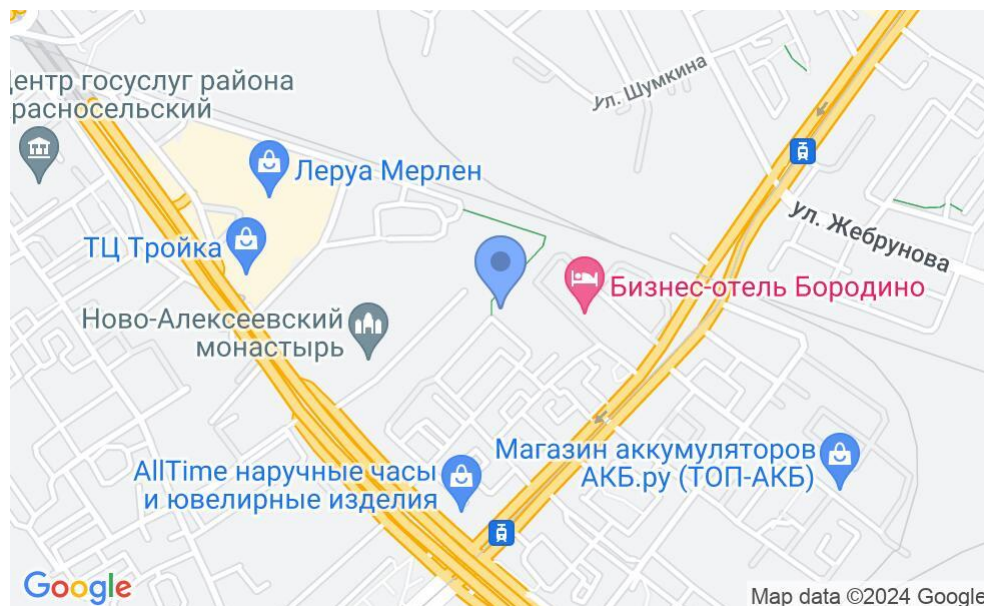 Центр госуслуг района
Красносельский
ул. Шумкина
Леруа Мерлен
ул. Жебрунова
ТЦ Тройка
Бизнес-отель Бородино
Ново-Алексеевский
монастырь
Магазин аккумуляторов
АКБ.ру (ТОП-АКБ)
AllTime наручные часы
и ювелирные изделия
Google
Map data ©2024 Google